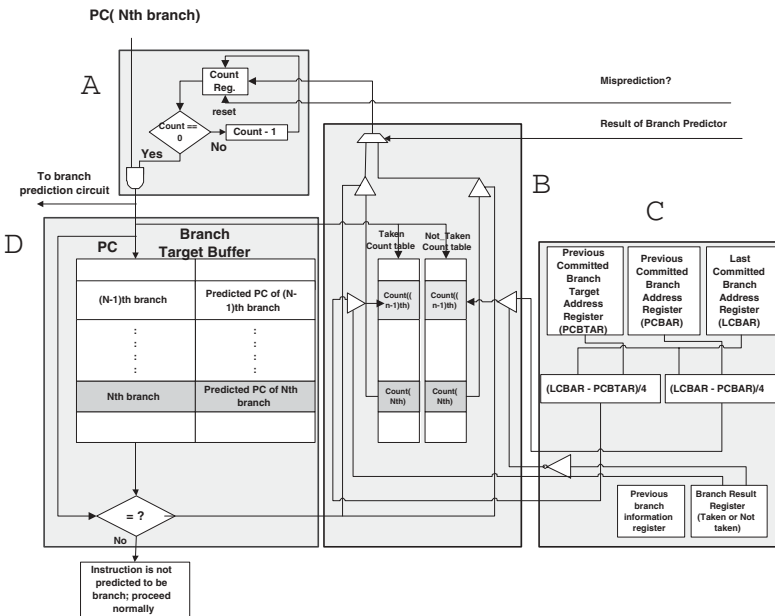 PC( Nth branch)
A
Count
Reg.
reset
Count ==
0
Count - 1
Yes
No
Misprediction?
Result of Branch Predictor
To branch
prediction circuit
B
C
D
Branch
Target Buffer
PC
(N-1)th branch
Predicted PC of (N-
1)th branch
Nth branch
Predicted PC of Nth
branch
= ?
No
Instruction is not
predicted to be
branch; proceed
normally
Taken
Count table
Not_Taken
Count table
Count((
n-1)th)
Count((
n-1)th)
Count(
Nth)
Count(
Nth)
Previous
Committed
Branch
Target
Address
Register
(PCBTAR)
Previous
Committed
Branch
Address
Register
(PCBAR)
Last
Committed
Branch
Address
Register
(LCBAR)
(LCBAR - PCBTAR)/4
(LCBAR - PCBAR)/4
Previous
branch
information
register
Branch Result
Register
(Taken or Not
taken)